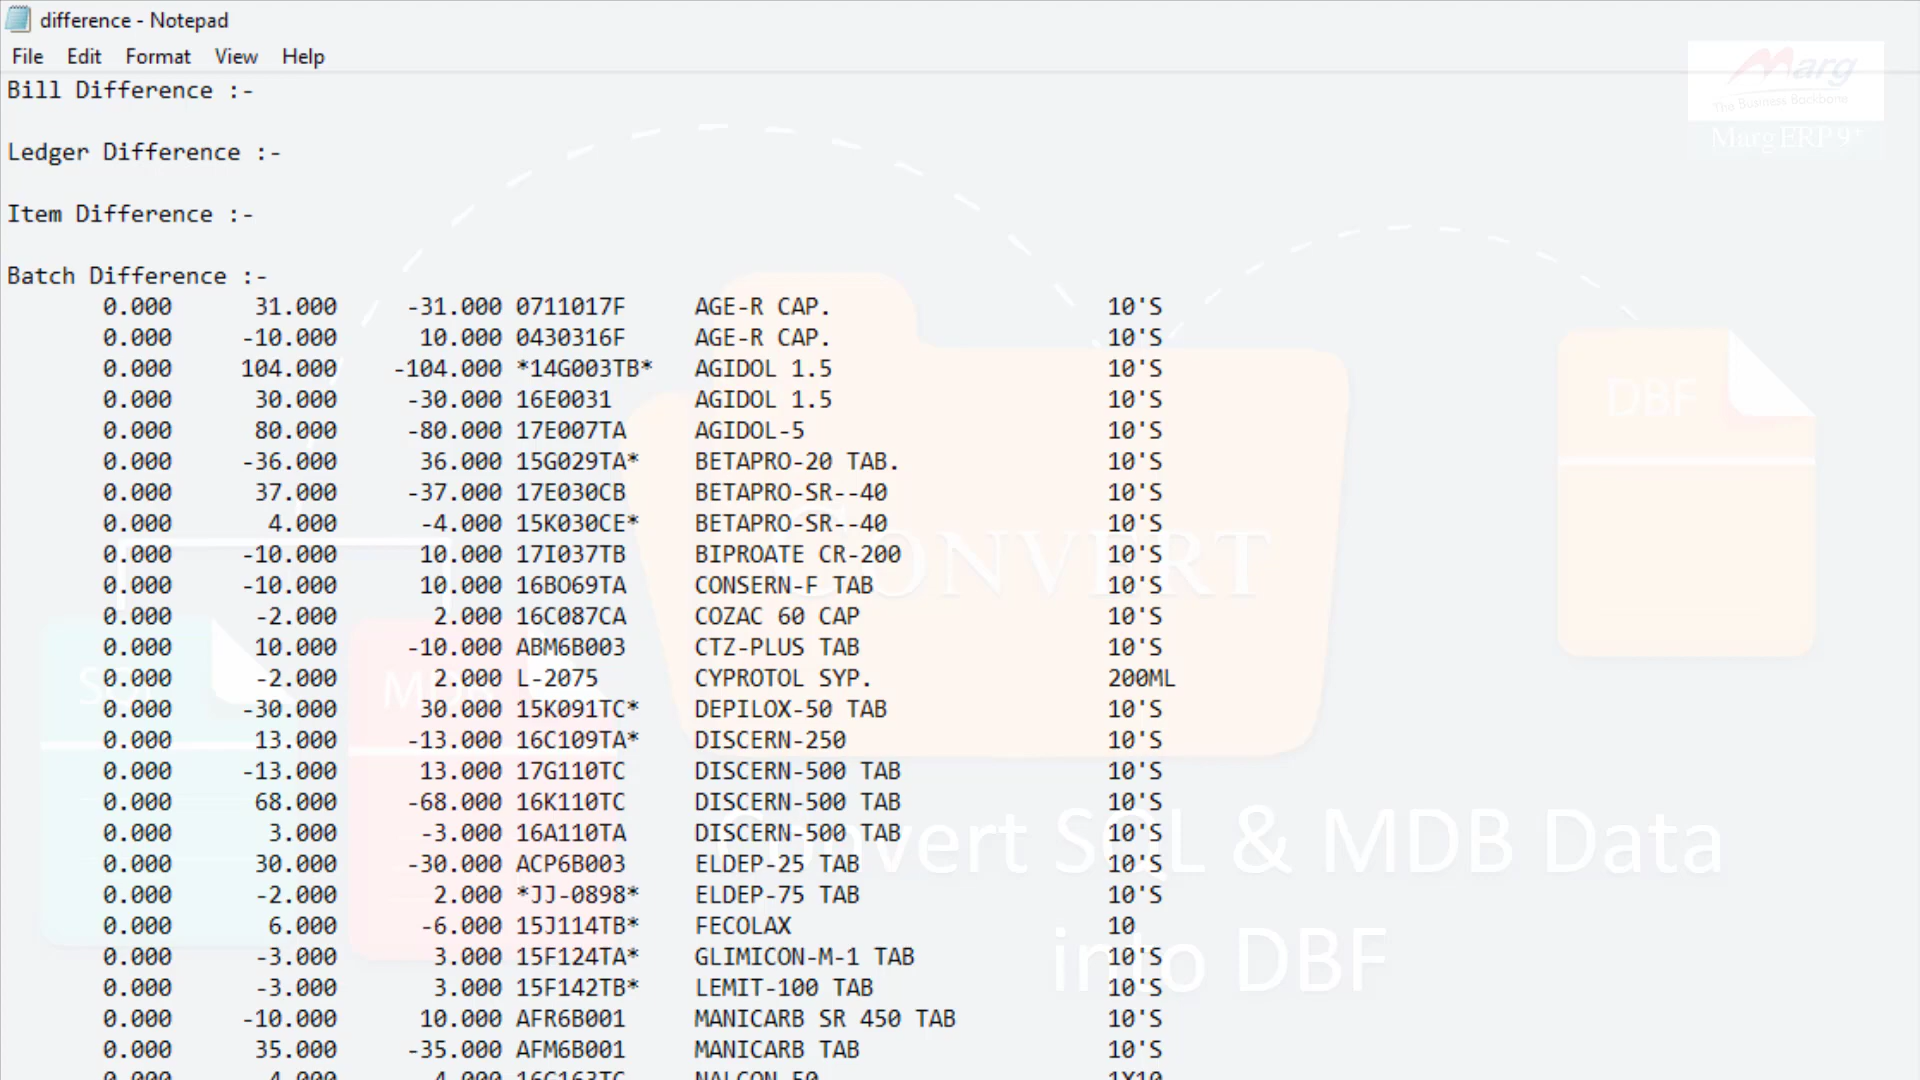 difference - Notepad
File Edit Format View Help
Marg
The Business Backbone
Marg ERP 9+
Bill Difference :-
Ledger Difference :-
Item Difference :-
Batch Difference :-
0.000 31.000 -31.000 0711017F AGE-R CAP. 10'S
0.000 -10.000 10.000 0430316F AGE-R CAP. 10'S
0.000 104.000 -104.000 *14G003TB* AGIDOL 1.5 10'S
0.000 30.000 -30.000 16E0031 AGIDOL 1.5 10'S
0.000 80.000 -80.000 17E007TA AGIDOL-5 10'S
0.000 -36.000 36.000 15G029TA* BETAPRO-20 TAB. 10'S
0.000 37.000 -37.000 17E030CB BETAPRO-SR--40 10'S
0.000 4.000 -4.000 15K030CE* BETAPRO-SR--40 10'S
0.000 -10.000 10.000 17I037TB BIPROATE CR-200 10'S
0.000 -10.000 10.000 16BO69TA CONSERN-F TAB 10'S
0.000 -2.000 2.000 16C087CA COZAC 60 CAP 10'S
0.000 10.000 -10.000 ABM6B003 CTZ-PLUS TAB 10'S
0.000 -2.000 2.000 L-2075 CYPROTOL SYP. 200ML
0.000 -30.000 30.000 15K091TC* DEPILOX-50 TAB 10'S
0.000 13.000 -13.000 16C109TA* DISCERN-250 10'S
0.000 -13.000 13.000 17G110TC DISCERN-500 TAB 10'S
0.000 68.000 -68.000 16K110TC DISCERN-500 TAB 10'S
0.000 3.000 -3.000 16A110TA DISCERN-500 TAB 10'S
0.000 30.000 -30.000 ACP6B003 ELDEP-25 TAB 10'S
0.000 -2.000 2.000 *JJ-0898* ELDEP-75 TAB 10'S
0.000 6.000 -6.000 15J114TB* FECOLAX 10
0.000 -3.000 3.000 15F124TA* GLIMICON-M-1 TAB 10'S
0.000 -3.000 3.000 15F142TB* LEMIT-100 TAB 10'S
0.000 -10.000 10.000 AFR6B001 MANICARB SR 450 TAB 10'S
0.000 35.000 -35.000 AFM6B001 MANICARB TAB 10'S
DBF
CONVERT
SQL
MDB
Convert SQL & MDB Data
into DBF